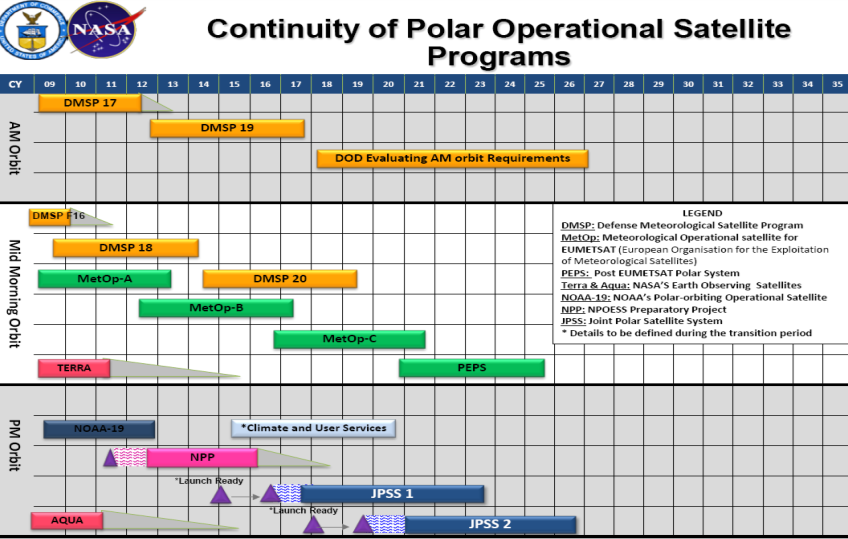 DEPARTMENT OF COMMERCE
UNITED STATES OF AMERICA
NASA
Continuity of Polar Operational Satellite
Programs
CY 09 10 11 12 13 14 15 16 17 18 19 20 21 22 23 24 25 26 27 28 29 30 31 32 33 34 35
AM Orbit
DMSP 17
DMSP 19
DOD Evaluating AM orbit Requirements
Mid Morning Orbit
DMSP F16
DMSP 18
MetOp-A
DMSP 20
MetOp-B
MetOp-C
TERRA
PEPS
LEGEND
DMSP: Defense Meteorological Satellite Program
MetOp: Meteorological Operational satellite for
EUMETSAT (European Organisation for the Exploitation
of Meteorological Satellites)
PEPS: Post EUMETSAT Polar System
Terra & Aqua: NASA'S Earth Observing Satellites
NOAA-19: NOAA's Polar-orbiting Operational Satellite
NPP: NPOESS Preparatory Project
JPSS: Joint Polar Satellite System
* Details to be defined during the transition period
PM Orbit
NOAA-19
*Climate and User Services
NPP
*Launch Ready
JPSS 1
*Launch Ready
AQUA
JPSS 2